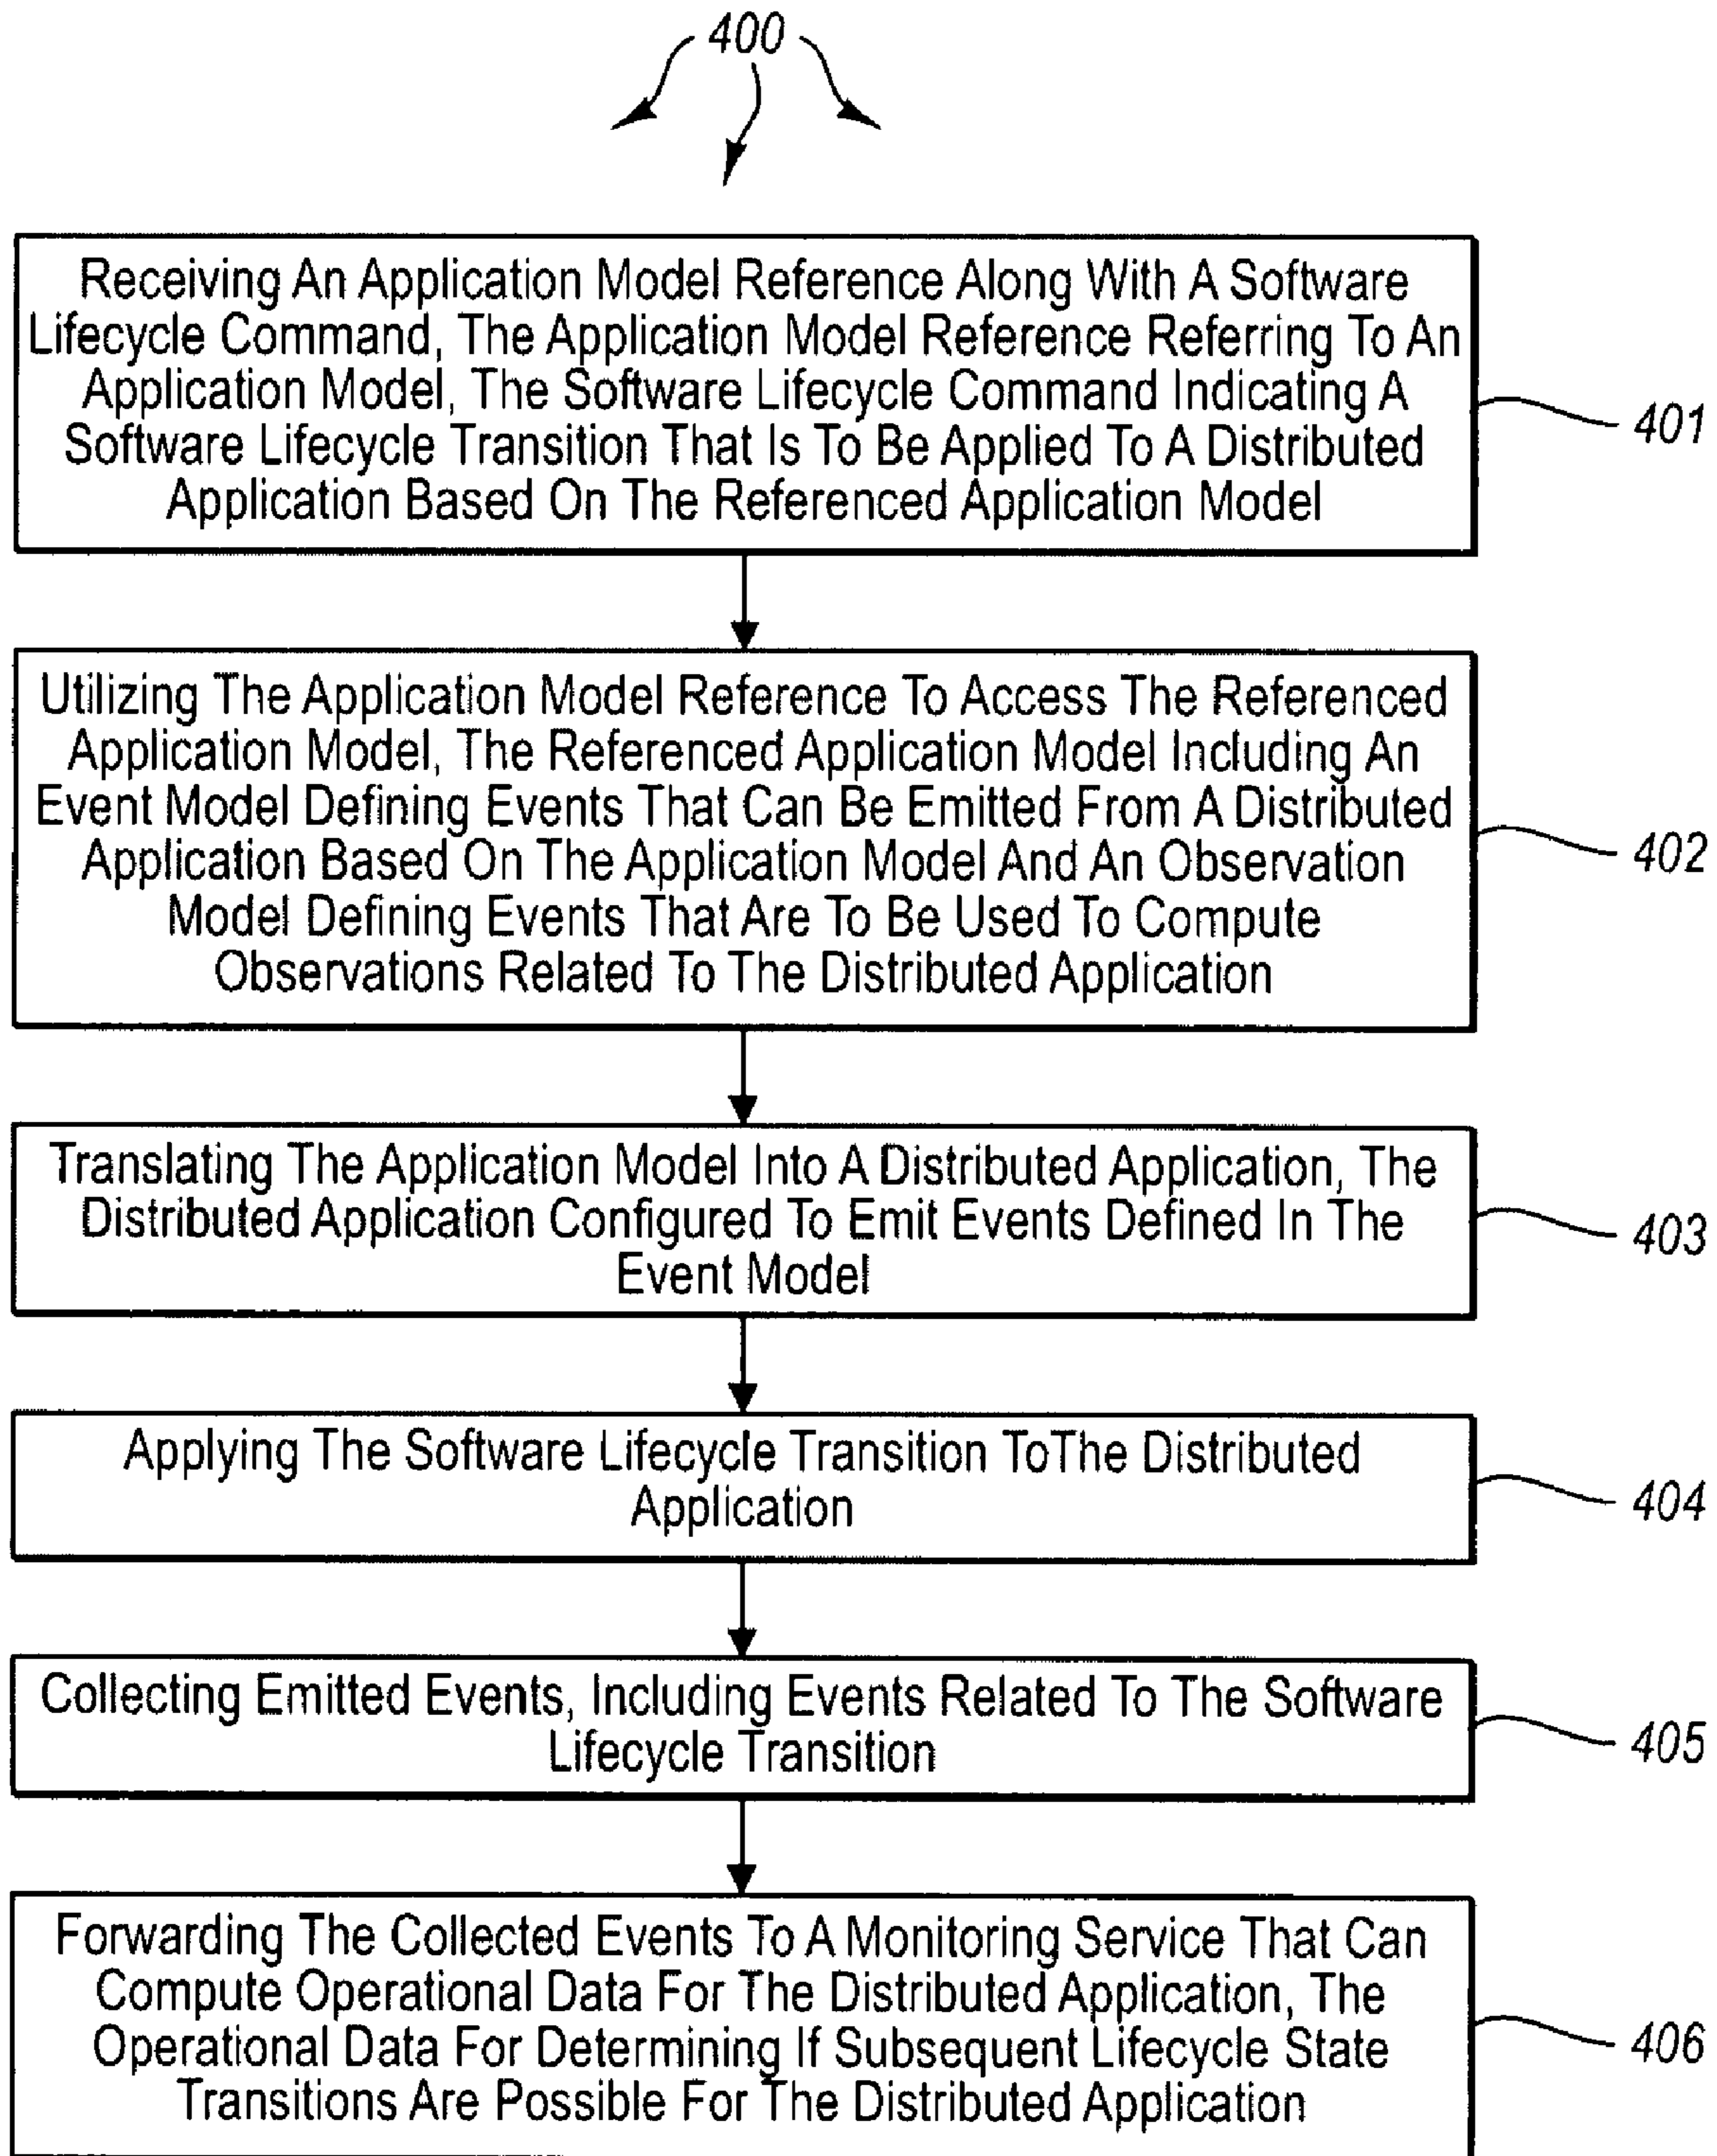 400
Receiving An Application Model Reference Along With A Software
Lifecycle Command, The Application Model Reference Referring To An
Application Model, The Software Lifecycle Command Indicating A
Software Lifecycle Transition That Is To Be Applied To A Distributed
Application Based On The Referenced Application Model
401
Utilizing The Application Model Reference To Access The Referenced
Application Model, The Referenced Application Model Including An
Event Model Defining Events That Can Be Emitted From A Distributed
Application Based On The Application Model And An Observation
Model Defining Events That Are To Be Used To Compute
Observations Related To The Distributed Application
402
Translating The Application Model Into A Distributed Application, The
Distributed Application Configured To Emit Events Defined In The
Event Model
403
Applying The Software Lifecycle Transition ToThe Distributed
Application
404
Collecting Emitted Events, Including Events Related To The Software
Lifecycle Transition
405
Forwarding The Collected Events To A Monitoring Service That Can
Compute Operational Data For The Distributed Application, The
Operational Data For Determining If Subsequent Lifecycle State
Transitions Are Possible For The Distributed Application
406